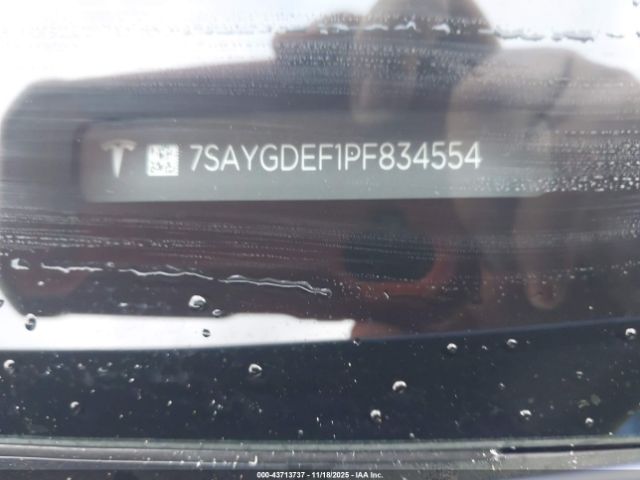 7SAYGDEF1PF834554
000-43713737 - 11/18/2025 - IAA Inc.